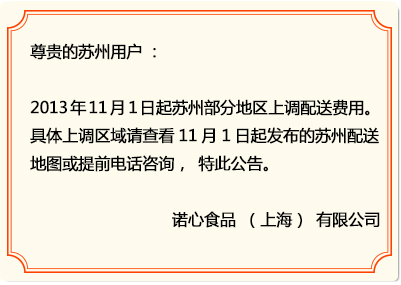 尊贵的苏州用户 ：
2013年11月1日起苏州部分地区上调配送费用。
具体上调区域请查看11月1日起发布的苏州配送
地图或提前电话咨询， 特此公告。
诺心食品 （上海） 有限公司